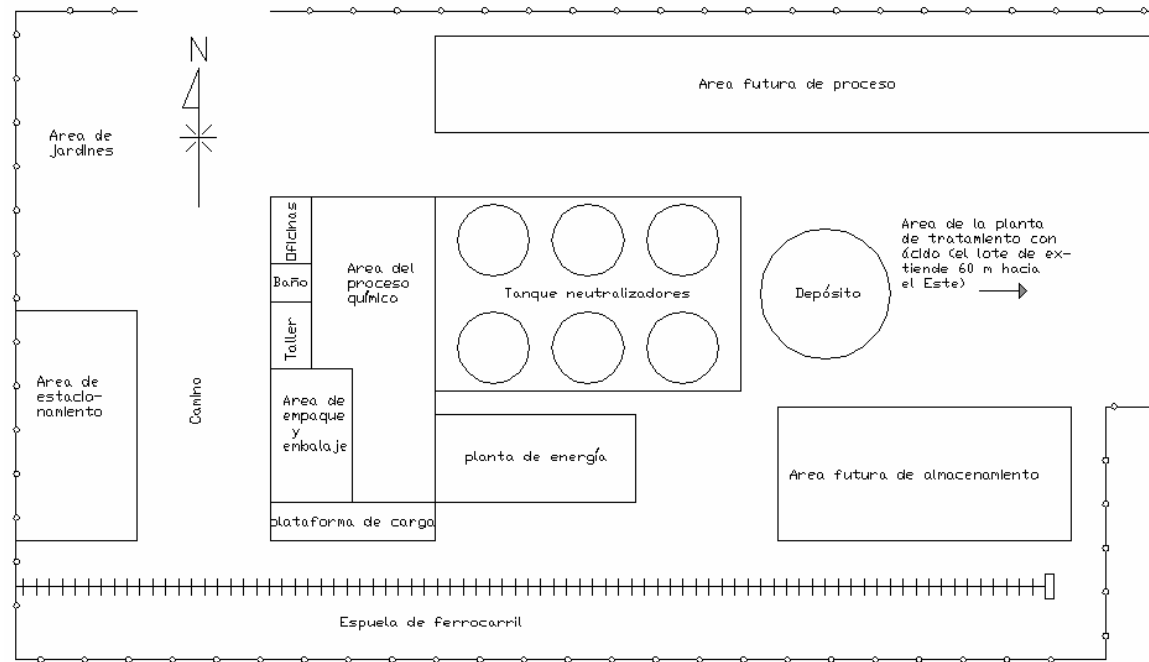 N
Area futura de proceso
Area de
jardines
Oficinas
Baño
Taller
Area del
proceso
químico
Tanque neutralizadores
Depósito
Area de la planta
de tratamiento con
ácido (el lote de ex-
tiende 60 m hacia
el Este)
Area de
estacio-
namiento
Camino
Area de
empaque
y
embalaje
planta de energía
Area futura de almacenamiento
plataforma de carga
Espuela de ferrocarril